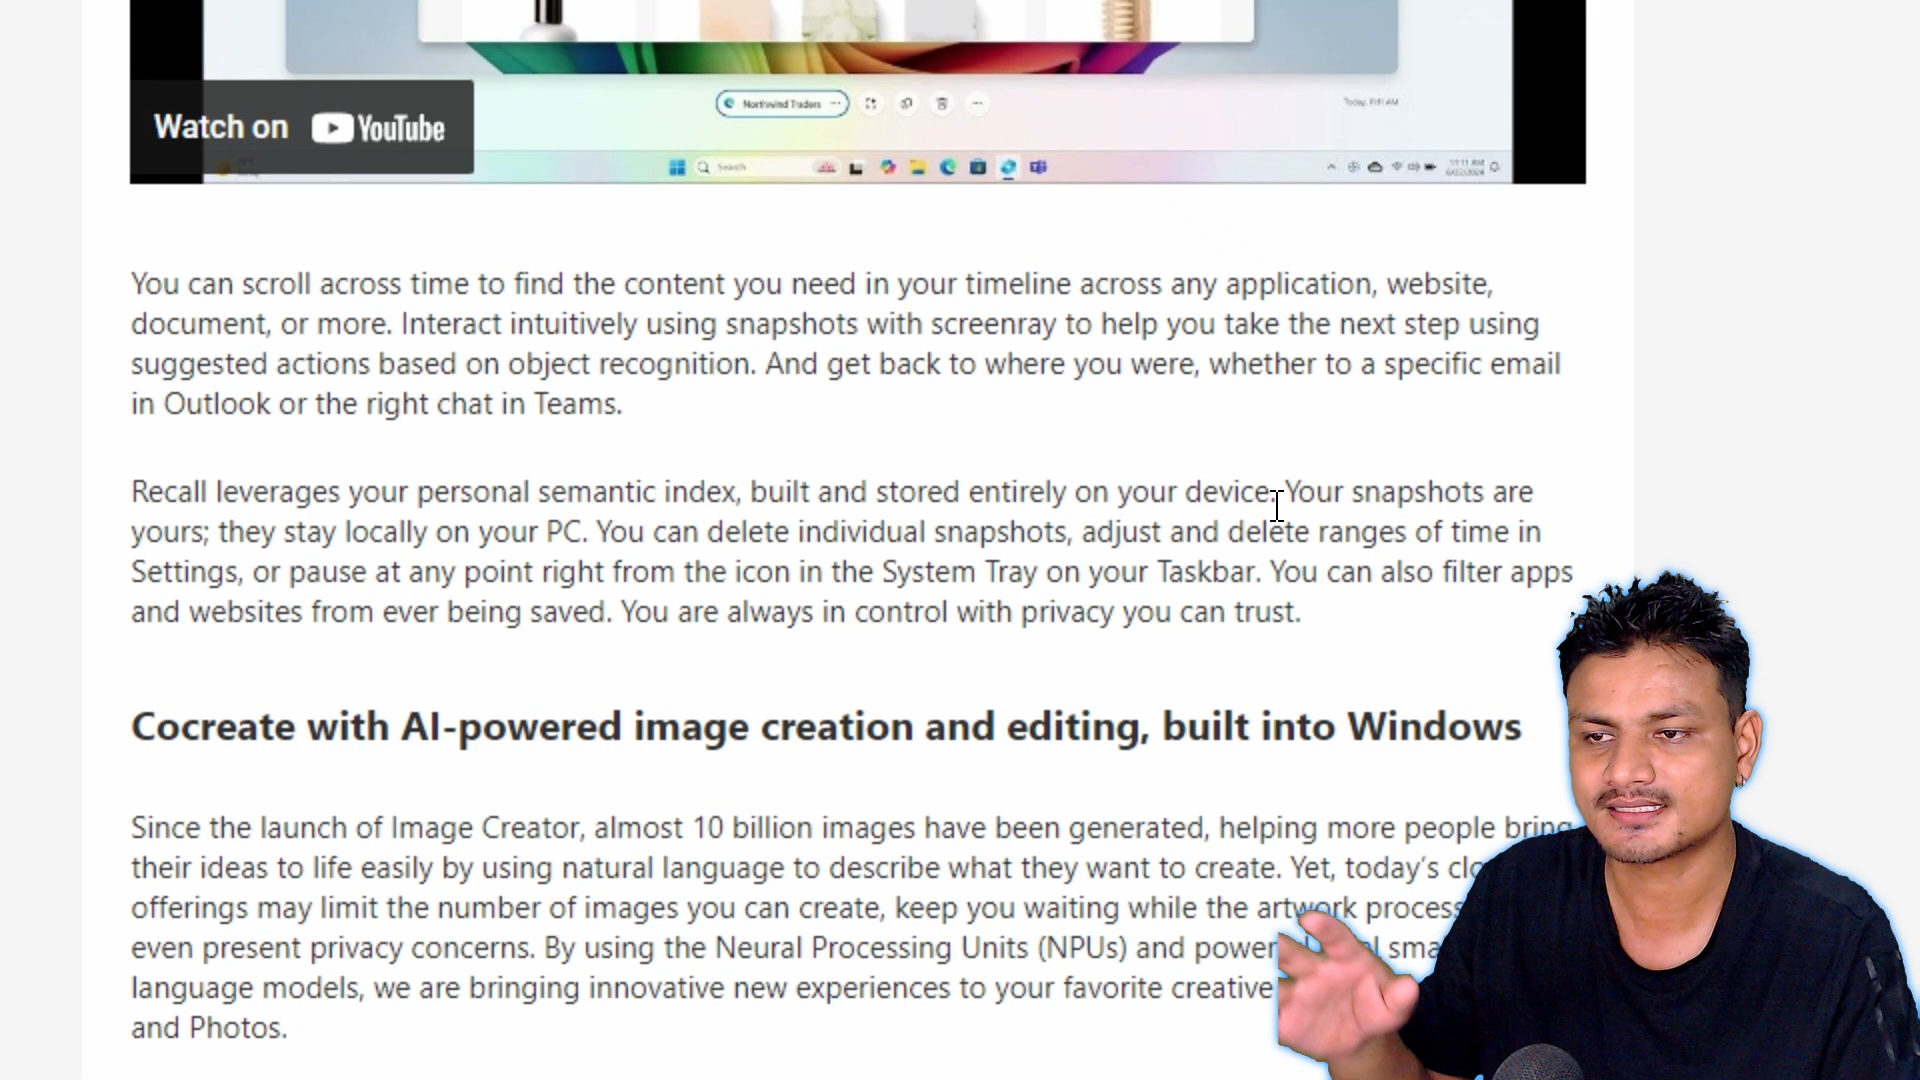 Northwind Traders
Today, 11:11 AM
Watch on YouTube
Search
11:11 AM
You can scroll across time to find the content you need in your timeline across any application, website,
document, or more. Interact intuitively using snapshots with screenray to help you take the next step using
suggested actions based on object recognition. And get back to where you were, whether to a specific email
in Outlook or the right chat in Teams.
Recall leverages your personal semantic index, built and stored entirely on your device. Your snapshots are
yours; they stay locally on your PC. You can delete individual snapshots, adjust and delete ranges of time in
Settings, or pause at any point right from the icon in the System Tray on your Taskbar. You can also filter apps
and websites from ever being saved. You are always in control with privacy you can trust.
Cocreate with AI-powered image creation and editing, built into Windows
Since the launch of Image Creator, almost 10 billion images have been generated, helping more people bring
their ideas to life easily by using natural language to describe what they want to create. Yet, today’s
offerings may limit the number of images you can create, keep you waiting while the artwork
even present privacy concerns. By using the Neural Processing Units (NPUs) and
language models, we are bringing innovative new experiences to your favorite creative
and Photos.